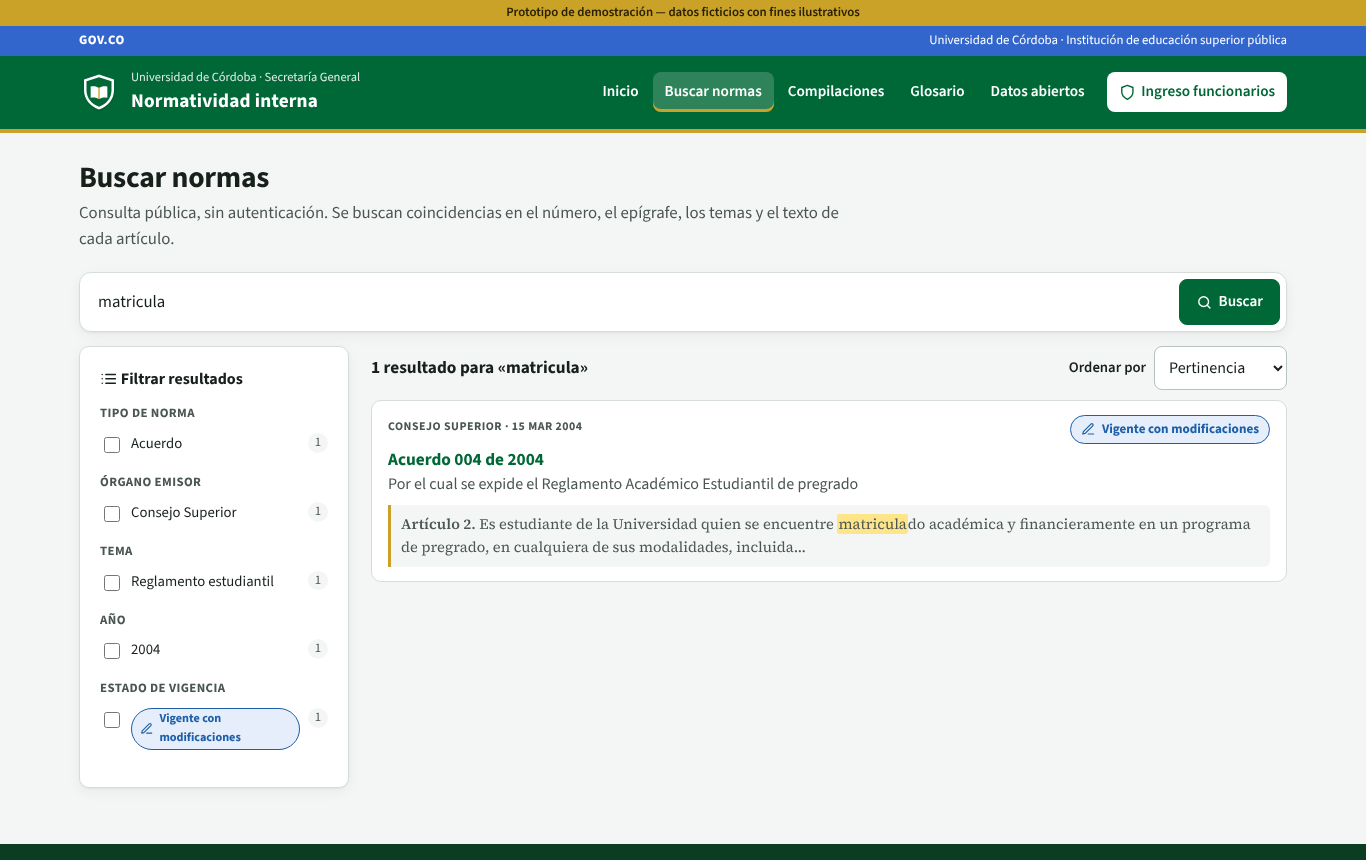 Prototipo de demostración — datos ficticios con fines ilustrativos
GOV.CO
Universidad de Córdoba · Institución de educación superior pública
Universidad de Córdoba · Secretaría General
Normatividad interna
Inicio
Buscar normas
Compilaciones
Glosario
Datos abiertos
Ingreso funcionarios
Buscar normas
Consulta pública, sin autenticación. Se buscan coincidencias en el número, el epígrafe, los temas y el texto de
cada artículo.
matricula
Buscar
Filtrar resultados
TIPO DE NORMA
Acuerdo 1
ÓRGANO EMISOR
Consejo Superior 1
TEMA
Reglamento estudiantil 1
AÑO
2004 1
ESTADO DE VIGENCIA
Vigente con
modificaciones
1
1 resultado para «matricula»
Ordenar por
Pertinencia
CONSEJO SUPERIOR · 15 MAR 2004
Vigente con modificaciones
Acuerdo 004 de 2004
Por el cual se expide el Reglamento Académico Estudiantil de pregrado
Artículo 2. Es estudiante de la Universidad quien se encuentre matriculado académica y financieramente en un programa
de pregrado, en cualquiera de sus modalidades, incluida...